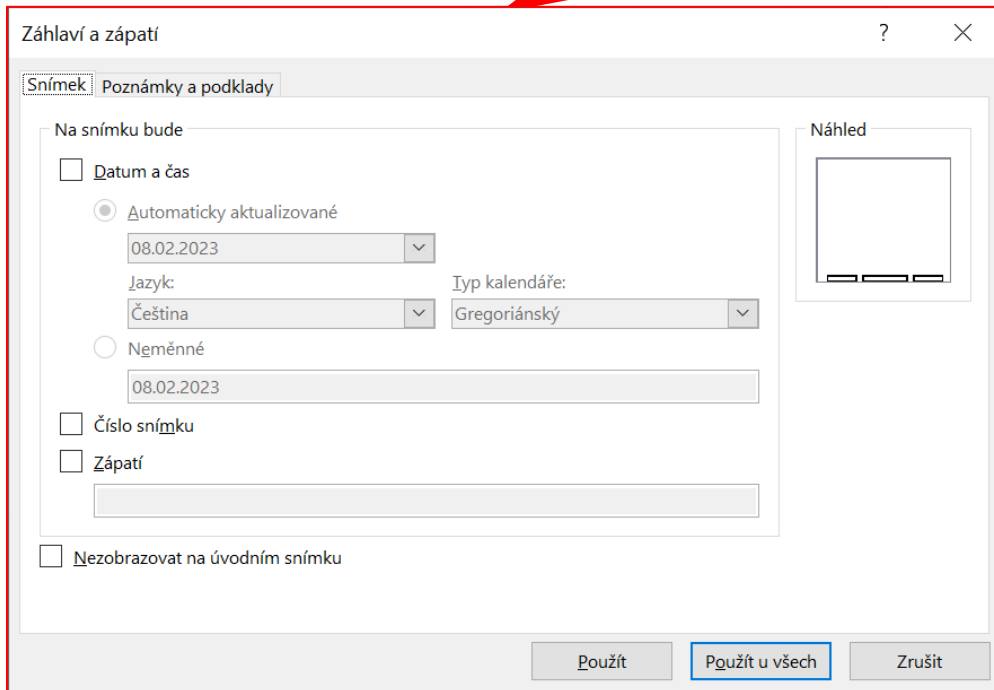 Záhlaví a zápatí ?
Snímek Poznámky a podklady
Na snímku bude
Náhled
Datum a čas
Automaticky aktualizované
08.02.2023
Jazyk: Typ kalendáře:
Čeština Gregoriánský
Neměnné
08.02.2023
Číslo snímku
Zápatí
Nezobrazovat na úvodním snímku
Použít Použít u všech Zrušit